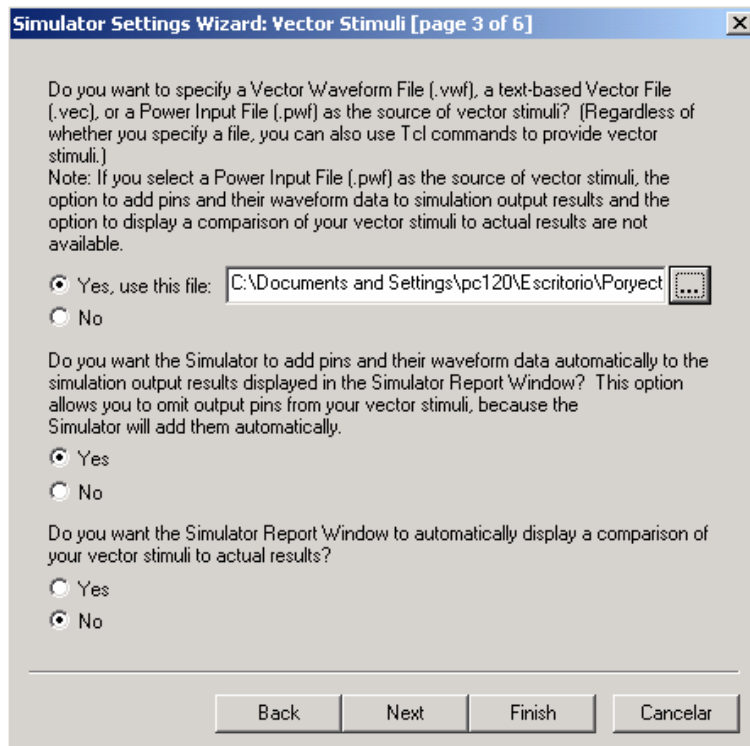 Simulator Settings Wizard: Vector Stimuli [page 3 of 6]
Do you want to specify a Vector Waveform File (.vwf), a text-based Vector File
(.vec), or a Power Input File (.pwf) as the source of vector stimuli? (Regardless of
whether you specify a file, you can also use Tcl commands to provide vector
stimuli.)
Note: If you select a Power Input File (.pwf) as the source of vector stimuli, the
option to add pins and their waveform data to simulation output results and the
option to display a comparison of your vector stimuli to actual results are not
available.
Yes, use this file: C:\Documents and Settings\pc120\Escritorio\Poryect ...
No
Do you want the Simulator to add pins and their waveform data automatically to the
simulation output results displayed in the Simulator Report Window? This option
allows you to omit output pins from your vector stimuli, because the
Simulator will add them automatically.
Yes
No
Do you want the Simulator Report Window to automatically display a comparison of
your vector stimuli to actual results?
Yes
No
Back Next Finish Cancelar